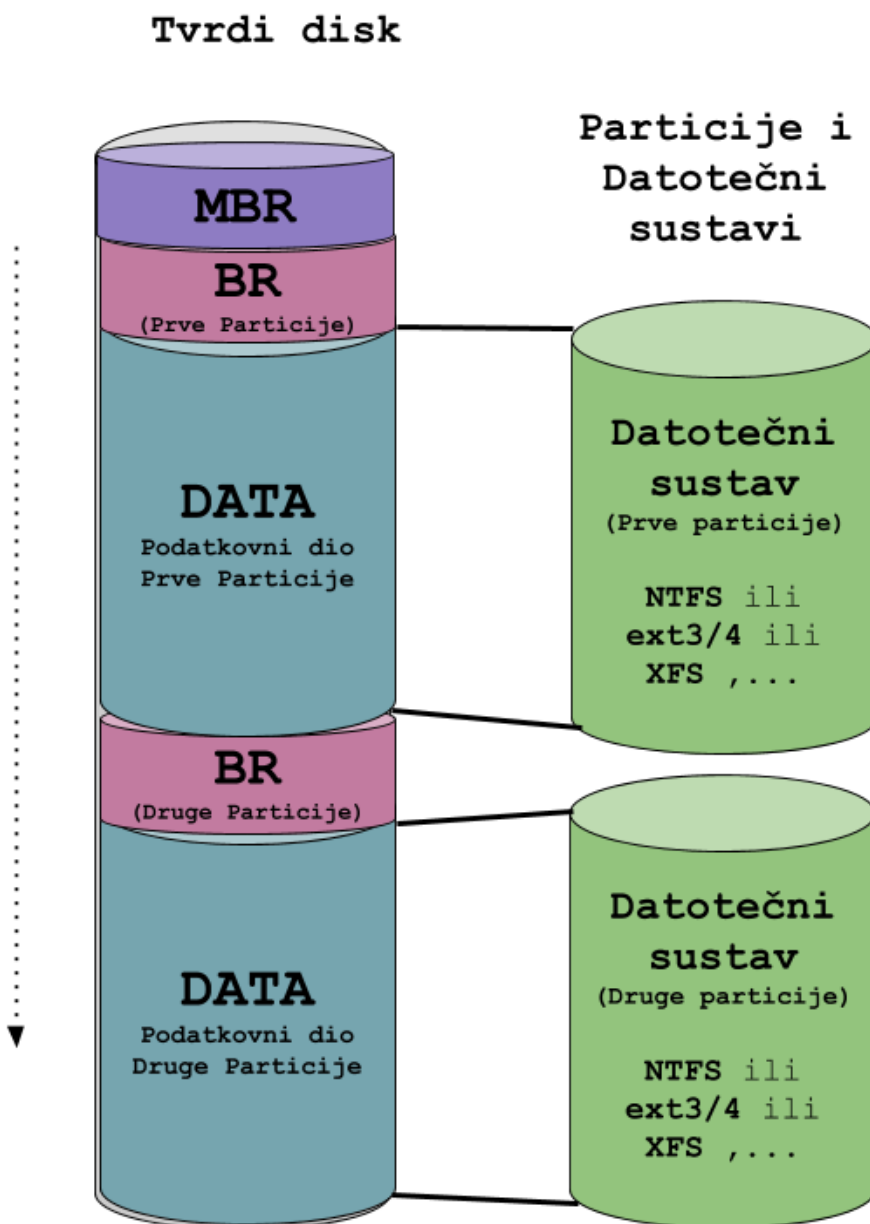 Tvrdi disk
Particije i
Datotečni
sustavi
MBR
BR
(Prve Particije)
DATA
Podatkovni dio
Prve Particije
BR
(Druge Particije)
DATA
Podatkovni dio
Druge Particije
Datotečni
sustav
(Prve particije)
NTFS ili
ext3/4 ili
XFS ,...
Datotečni
sustav
(Druge particije)
NTFS ili
ext3/4 ili
XFS ,...